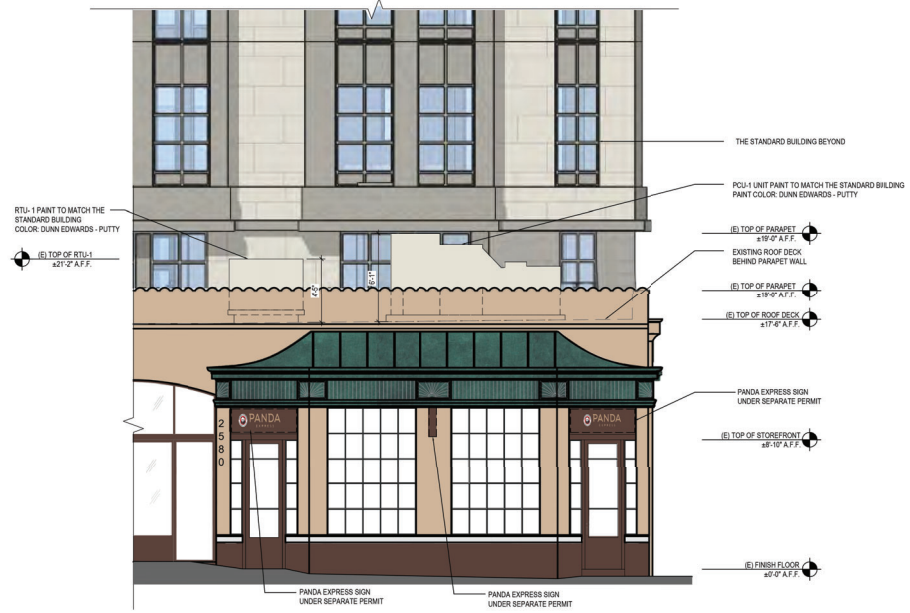 THE STANDARD BUILDING BEYOND
PCU-1 UNIT PAINT TO MATCH THE STANDARD BUILDING
PAINT COLOR: DUNN EDWARDS - PUTTY
RTU- 1 PAINT TO MATCH THE
STANDARD BUILDING
COLOR: DUNN EDWARDS - PUTTY
(E) TOP OF PARAPET
±19'-0" A.F.F.
(E) TOP OF RTU-1
±21'-2" A.F.F.
EXISTING ROOF DECK
BEHIND PARAPET WALL
4'-5"
6'-1"
(E) TOP OF PARAPET
±19'-0" A.F.F.
(E) TOP OF ROOF DECK
±17'-6" A.F.F.
PANDA EXPRESS SIGN
UNDER SEPARATE PERMIT
PANDA
EXPRESS
PANDA
EXPRESS
2580
(E) TOP OF STOREFRONT
±8'-10" A.F.F.
(E) FINISH FLOOR
±0'-0" A.F.F.
PANDA EXPRESS SIGN
UNDER SEPARATE PERMIT
PANDA EXPRESS SIGN
UNDER SEPARATE PERMIT